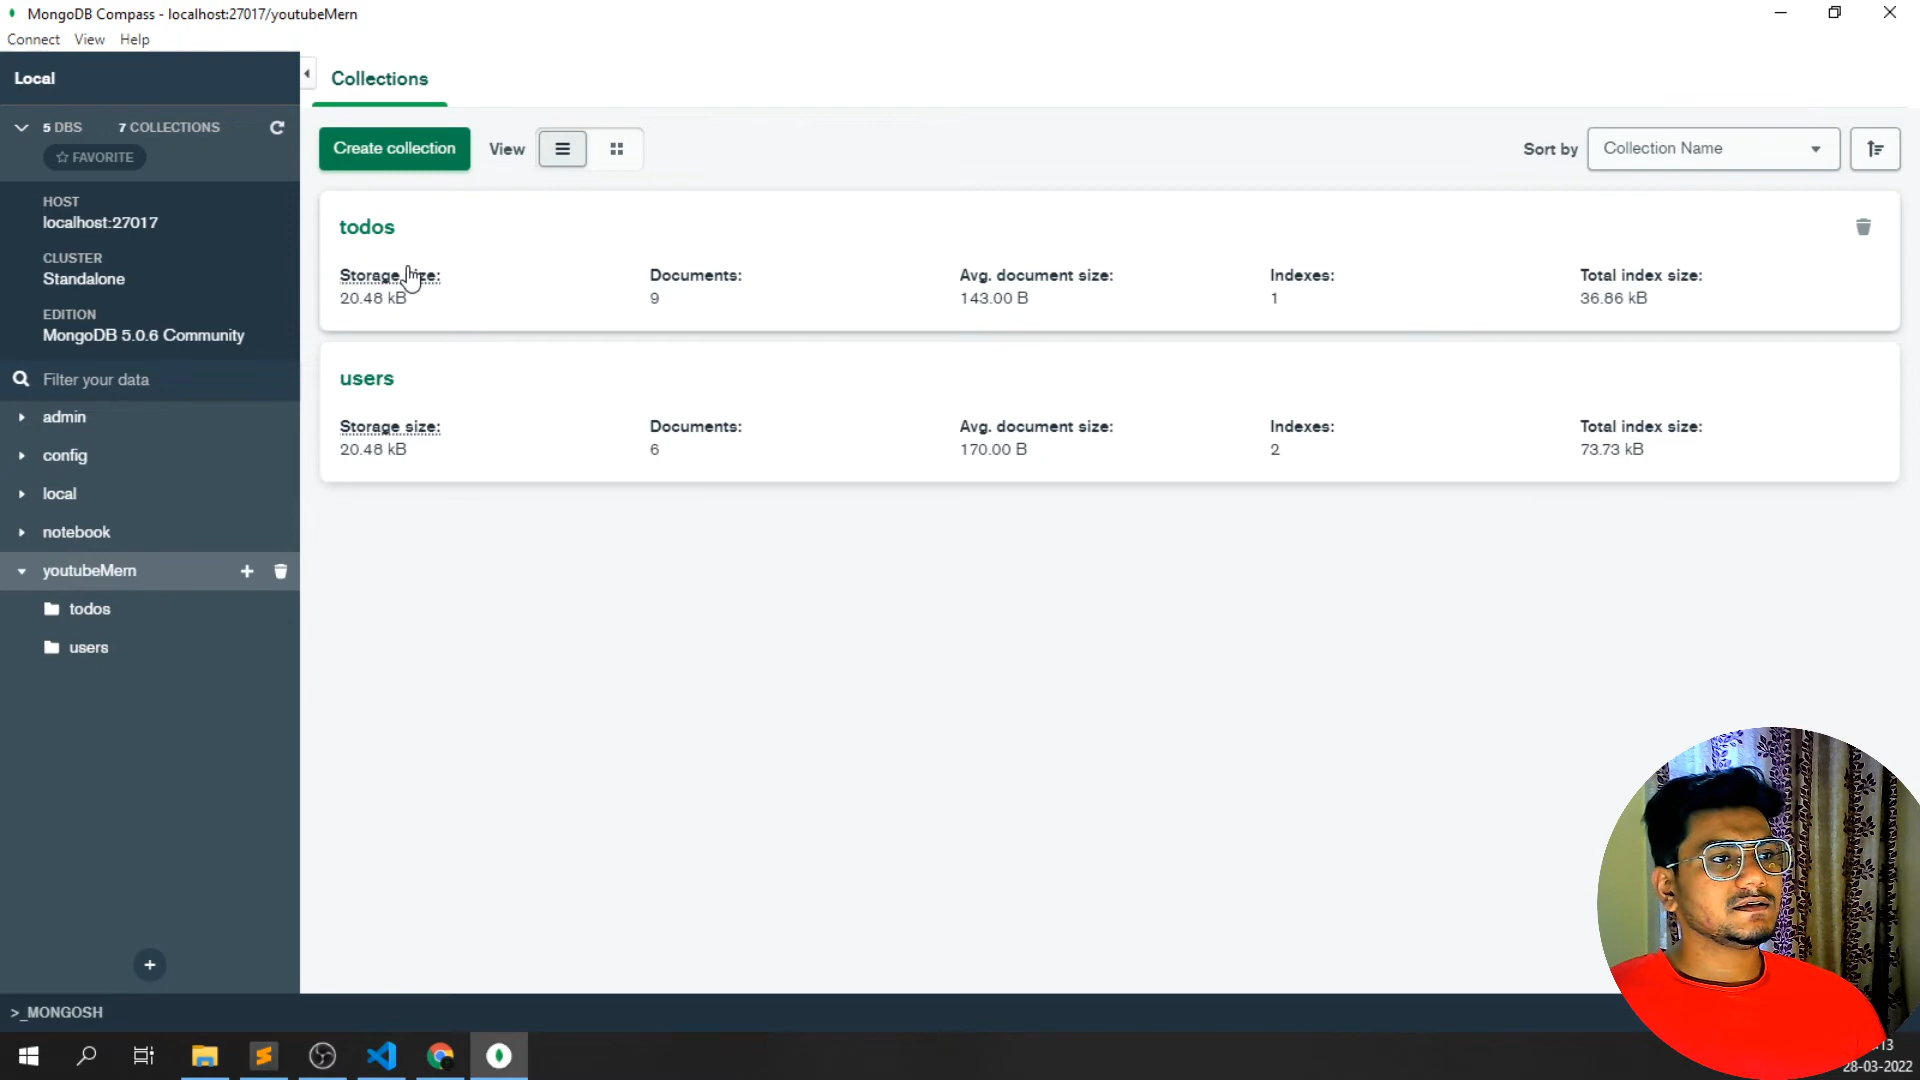 MongoDB Compass - localhost:27017/youtubeMern
Connect View Help
Local
5 DBS 7 COLLECTIONS
FAVORITE
HOST
localhost:27017
CLUSTER
Standalone
EDITION
MongoDB 5.0.6 Community
Filter your data
admin
config
local
notebook
youtubeMern
todos
users
>_MONGOSH
Collections
Create collection View Sort by Collection Name
todos
Storage size: Documents: Avg. document size: Indexes: Total index size:
20.48 kB 9 143.00 B 1 36.86 kB
users
Storage size: Documents: Avg. document size: Indexes: Total index size:
20.48 kB 6 170.00 B 2 73.73 kB
28-03-2022